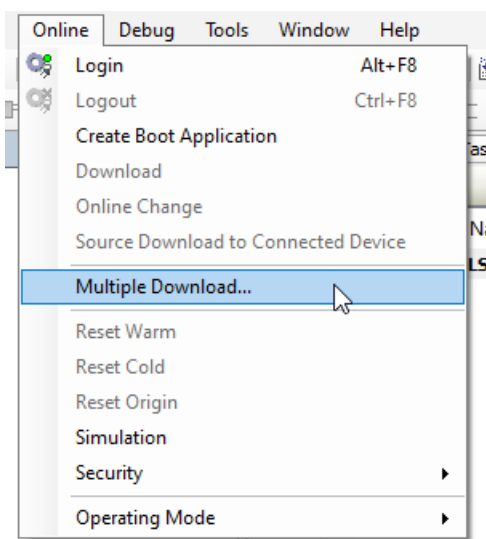 Online Debug Tools Window Help
Login Alt+F8
Logout Ctrl+F8
Create Boot Application
Download
Online Change
Source Download to Connected Device
Multiple Download...
Reset Warm
Reset Cold
Reset Origin
Simulation
Security
Operating Mode